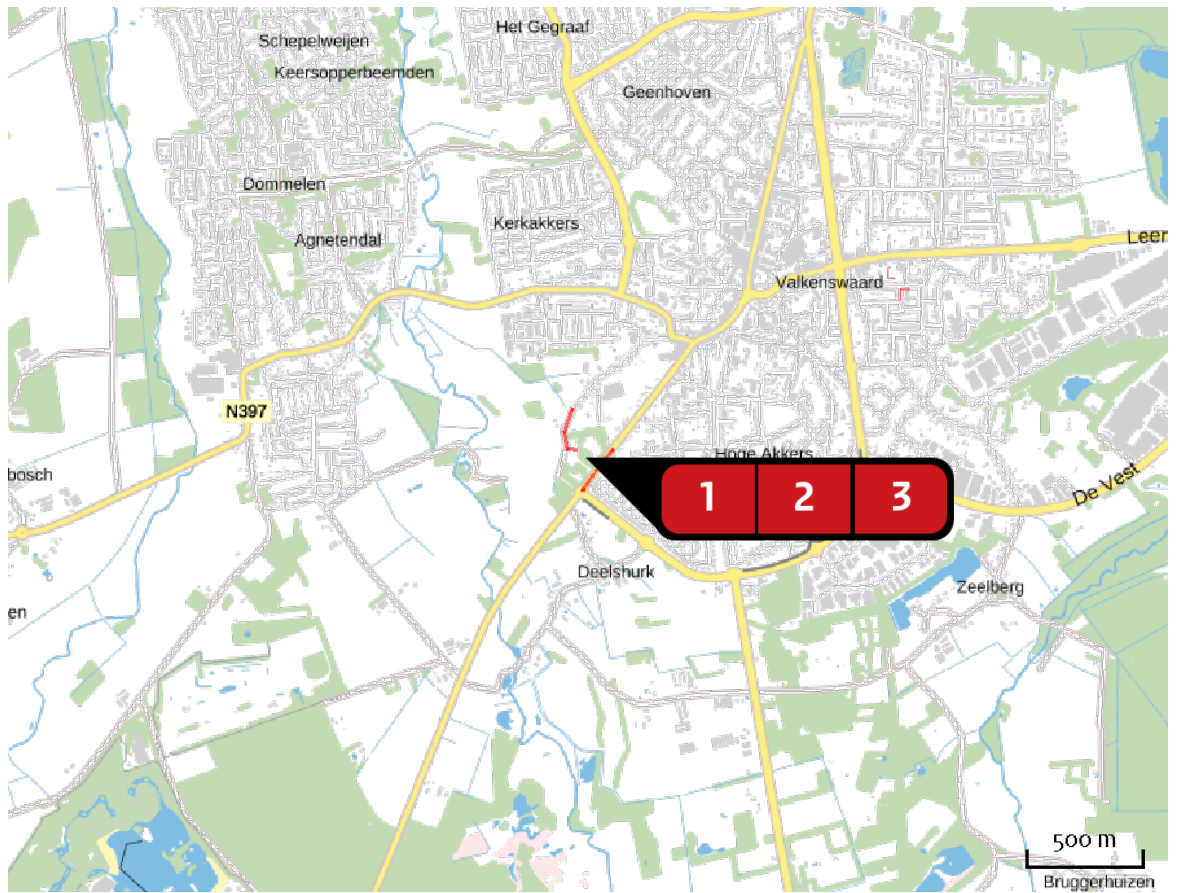 Het Gegraaf
Schepelweijen
Keersopperbeemden
Geenhoven
Dommelen
Kerkakkers
Agnetendal
Leer
Valkenswaard
N397
Hoge Akkers
bosch
De Vest
1 2 3
Deelshurk
Zeelberg
en
500 m
Bruggerhuizen